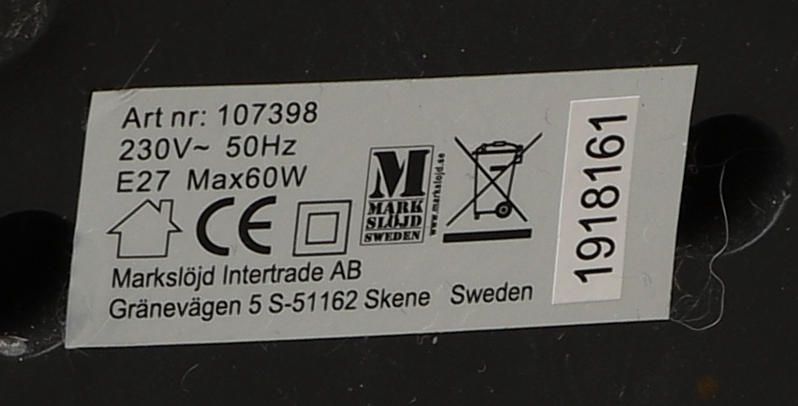 Art nr: 107398
230V~ 50Hz
E27 Max60W
CE
M
MARK
SLÖJD
SWEDEN
www.markslojd.se
Markslöjd Intertrade AB
Gränevägen 5 S-51162 Skene Sweden
1918161